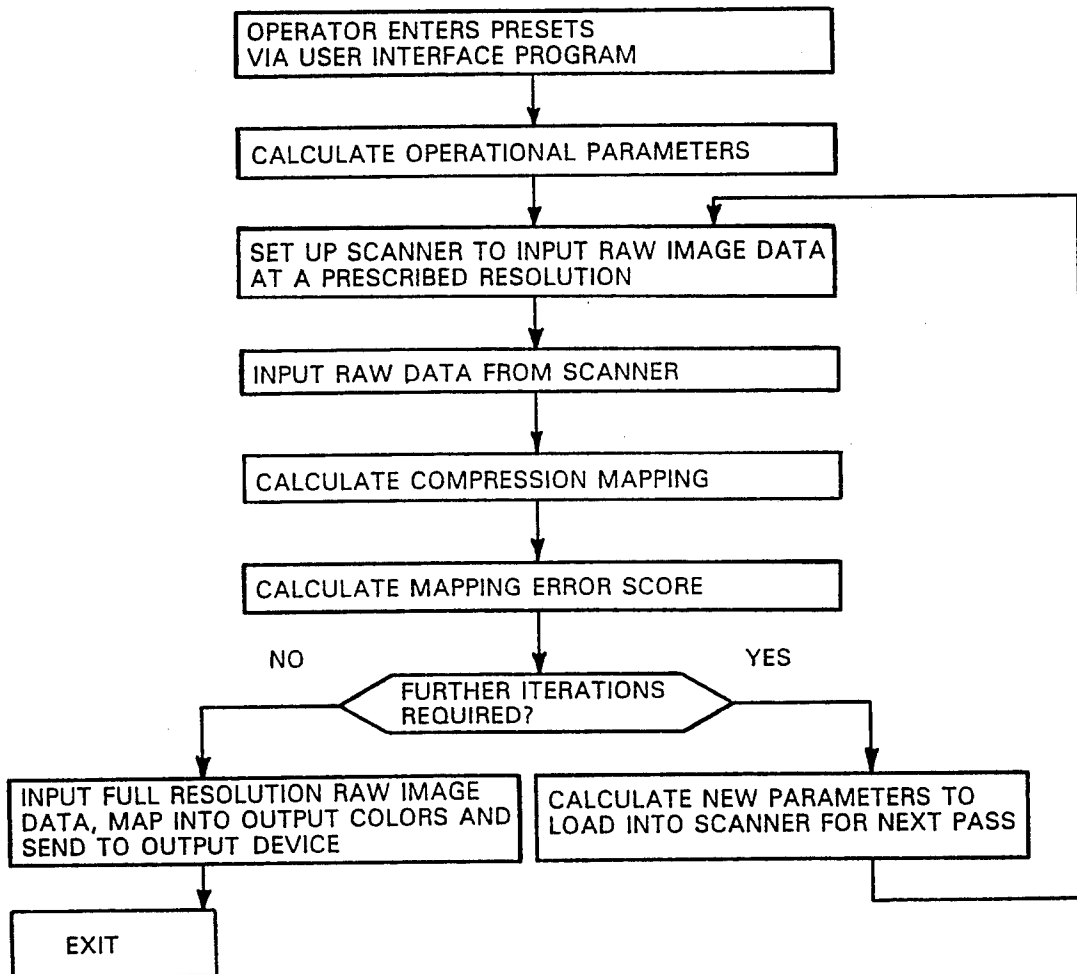 OPERATOR ENTERS PRESETS
VIA USER INTERFACE PROGRAM
CALCULATE OPERATIONAL PARAMETERS
SET UP SCANNER TO INPUT RAW IMAGE DATA
AT A PRESCRIBED RESOLUTION
INPUT RAW DATA FROM SCANNER
CALCULATE COMPRESSION MAPPING
CALCULATE MAPPING ERROR SCORE
NO
YES
FURTHER ITERATIONS
REQUIRED?
INPUT FULL RESOLUTION RAW IMAGE
DATA, MAP INTO OUTPUT COLORS AND
SEND TO OUTPUT DEVICE
CALCULATE NEW PARAMETERS TO
LOAD INTO SCANNER FOR NEXT PASS
EXIT